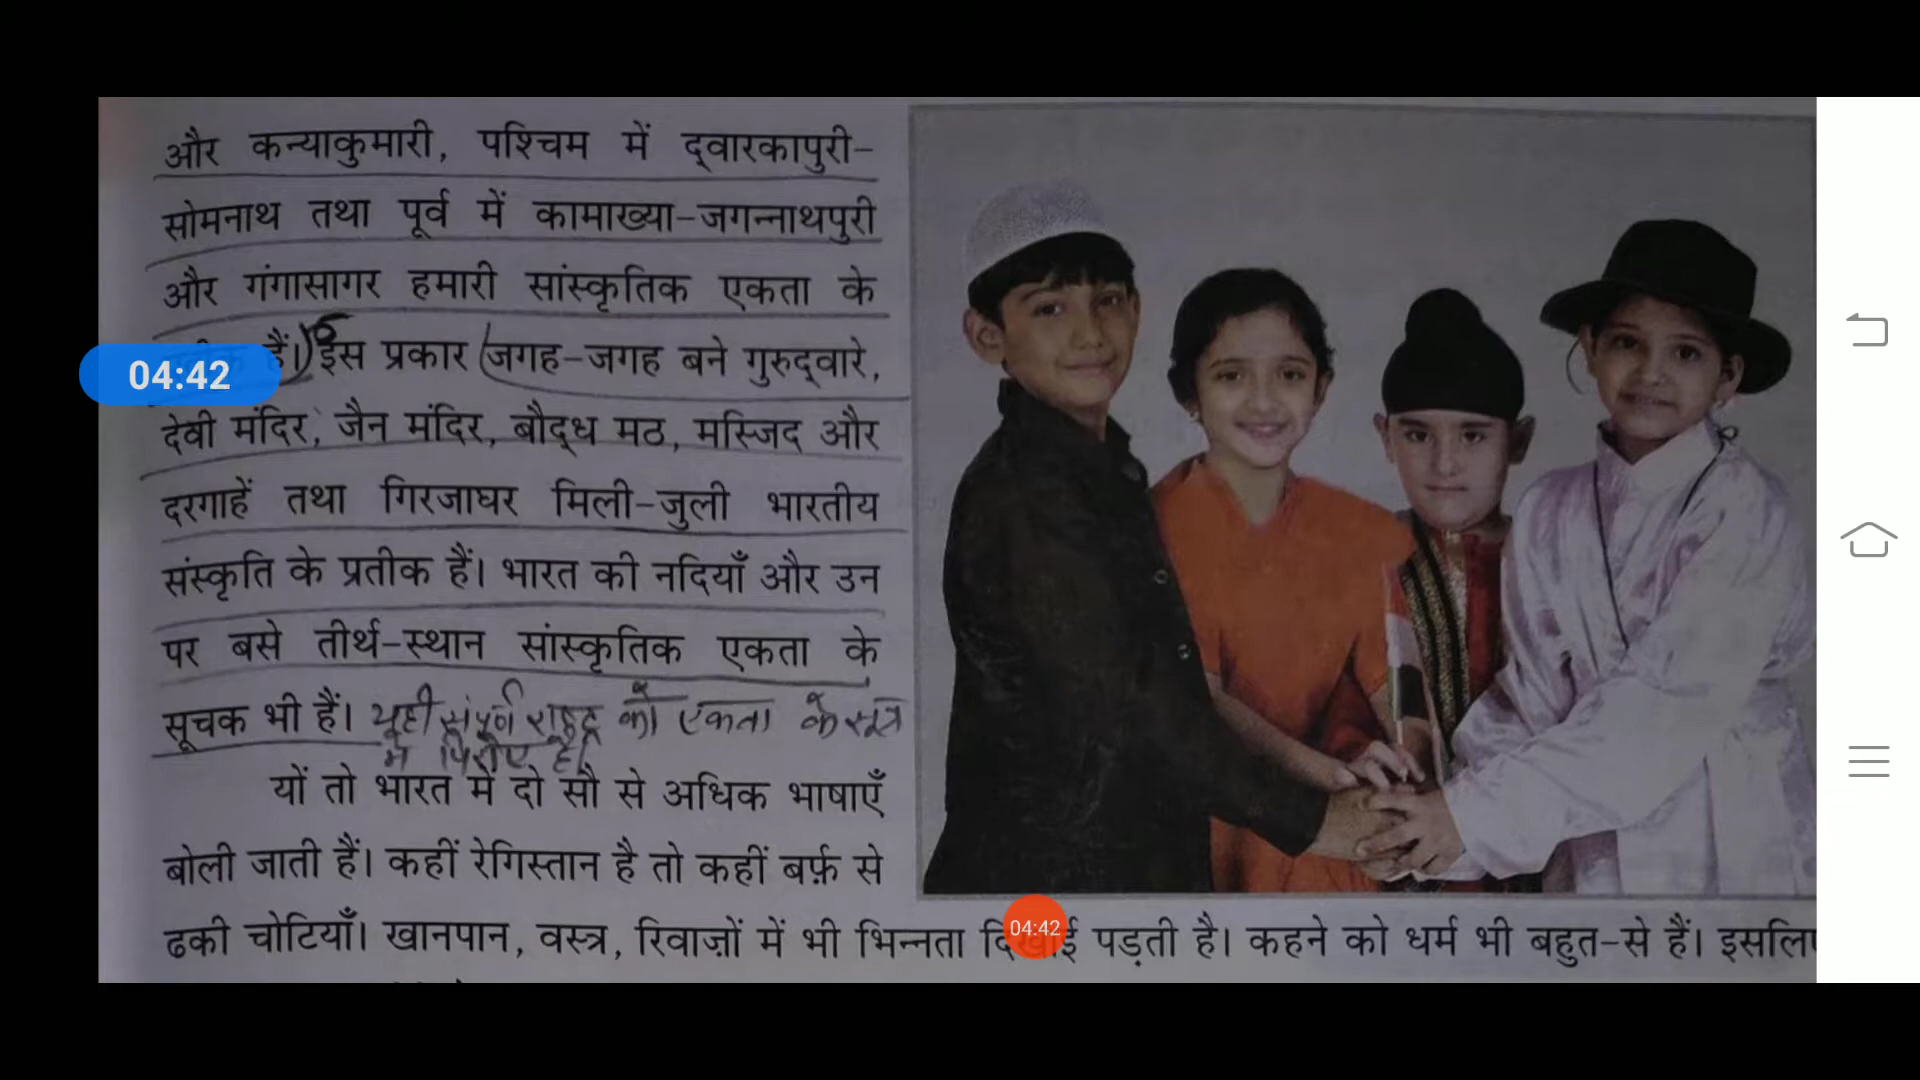 और कन्याकुमारी, पश्चिम में द्वारकापुरी-
सोमनाथ तथा पूर्व में कामाख्या-जगन्नाथपुरी
और गंगासागर हमारी सांस्कृतिक एकता के
हैं। इस प्रकार जगह-जगह बने गुरुद्वारे,
देवी मंदिर, जैन मंदिर, बौद्ध मठ, मस्जिद और
दरगाहें तथा गिरजाघर मिली-जुली भारतीय
संस्कृति के प्रतीक हैं। भारत की नदियाँ और उन
पर बसे तीर्थ-स्थान सांस्कृतिक एकता के
सूचक भी हैं। यही संपूर्ण राष्ट्र को एकता के सूत्र
में पिरोए हैं।
यों तो भारत में दो सौ से अधिक भाषाएँ
बोली जाती हैं। कहीं रेगिस्तान है तो कहीं बर्फ़ से
ढकी चोटियाँ। खानपान, वस्त्र, रिवाज़ों में भी भिन्नता पड़ती है। कहने को धर्म भी बहुत-से हैं।
04:42
04:42